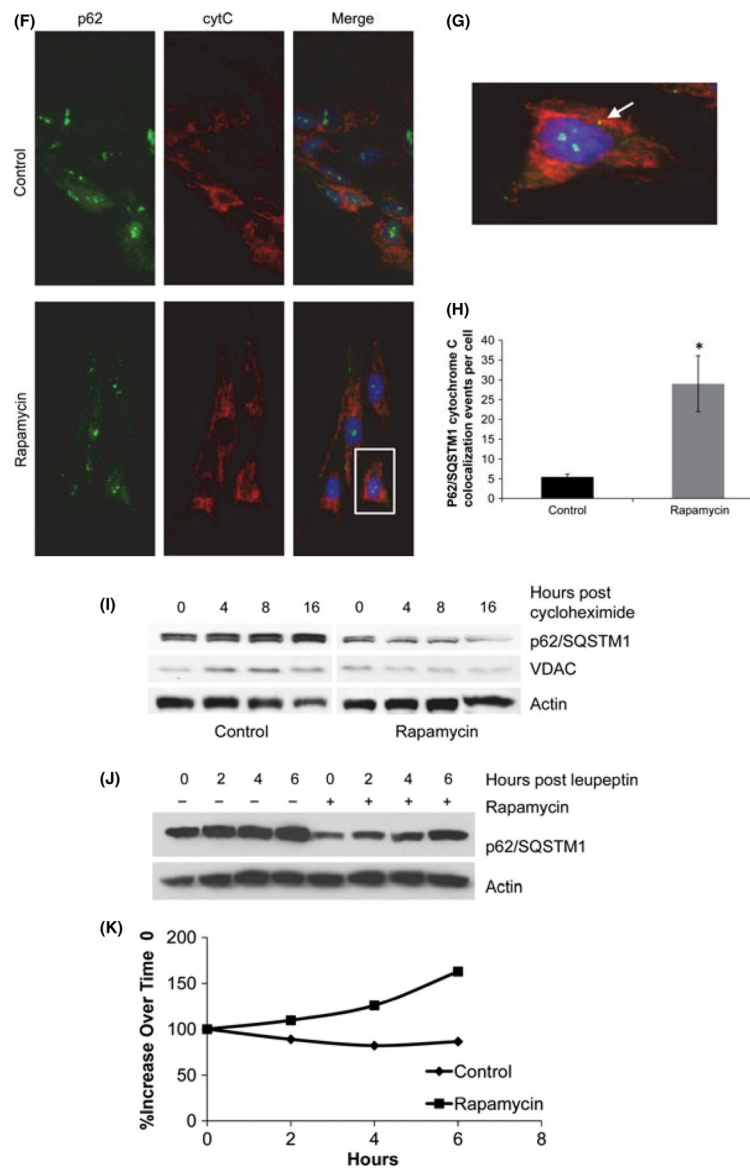 (F)
p62 cytC Merge
Control
Rapamycin
(G)
(H)
P62/SQSTM1 cytochrome C
colocalization events per cell
40
35
30
25
20
15
10
5
0
*
Control Rapamycin
(I)
0 4 8 16 0 4 8 16 Hours post
cycloheximide
p62/SQSTM1
VDAC
Actin
Control Rapamycin
(J)
0 2 4 6 0 2 4 6 Hours post leupeptin
– – – – + + + + Rapamycin
p62/SQSTM1
Actin
(K)
%Increase Over Time 0
200
150
100
50
0
0 2 4 6 8
Hours
Control
Rapamycin